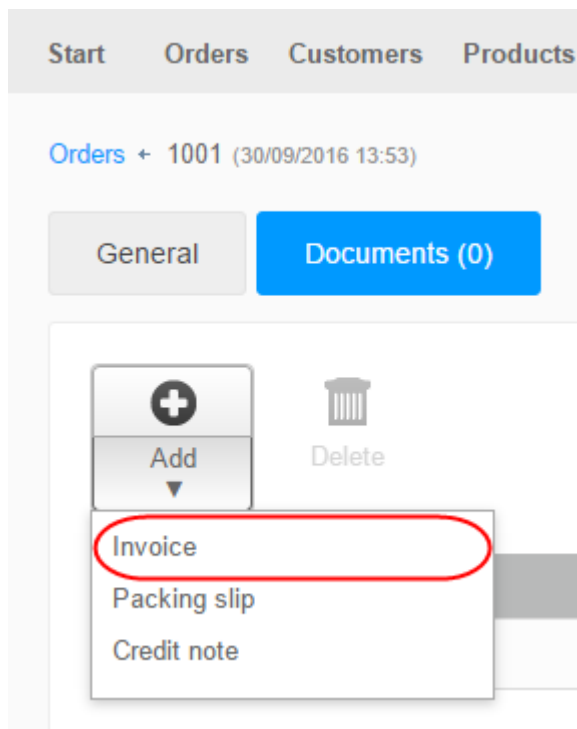 Start Orders Customers Products
Orders ← 1001 (30/09/2016 13:53)
General Documents (0)
Add Delete
▼
Invoice
Packing slip
Credit note